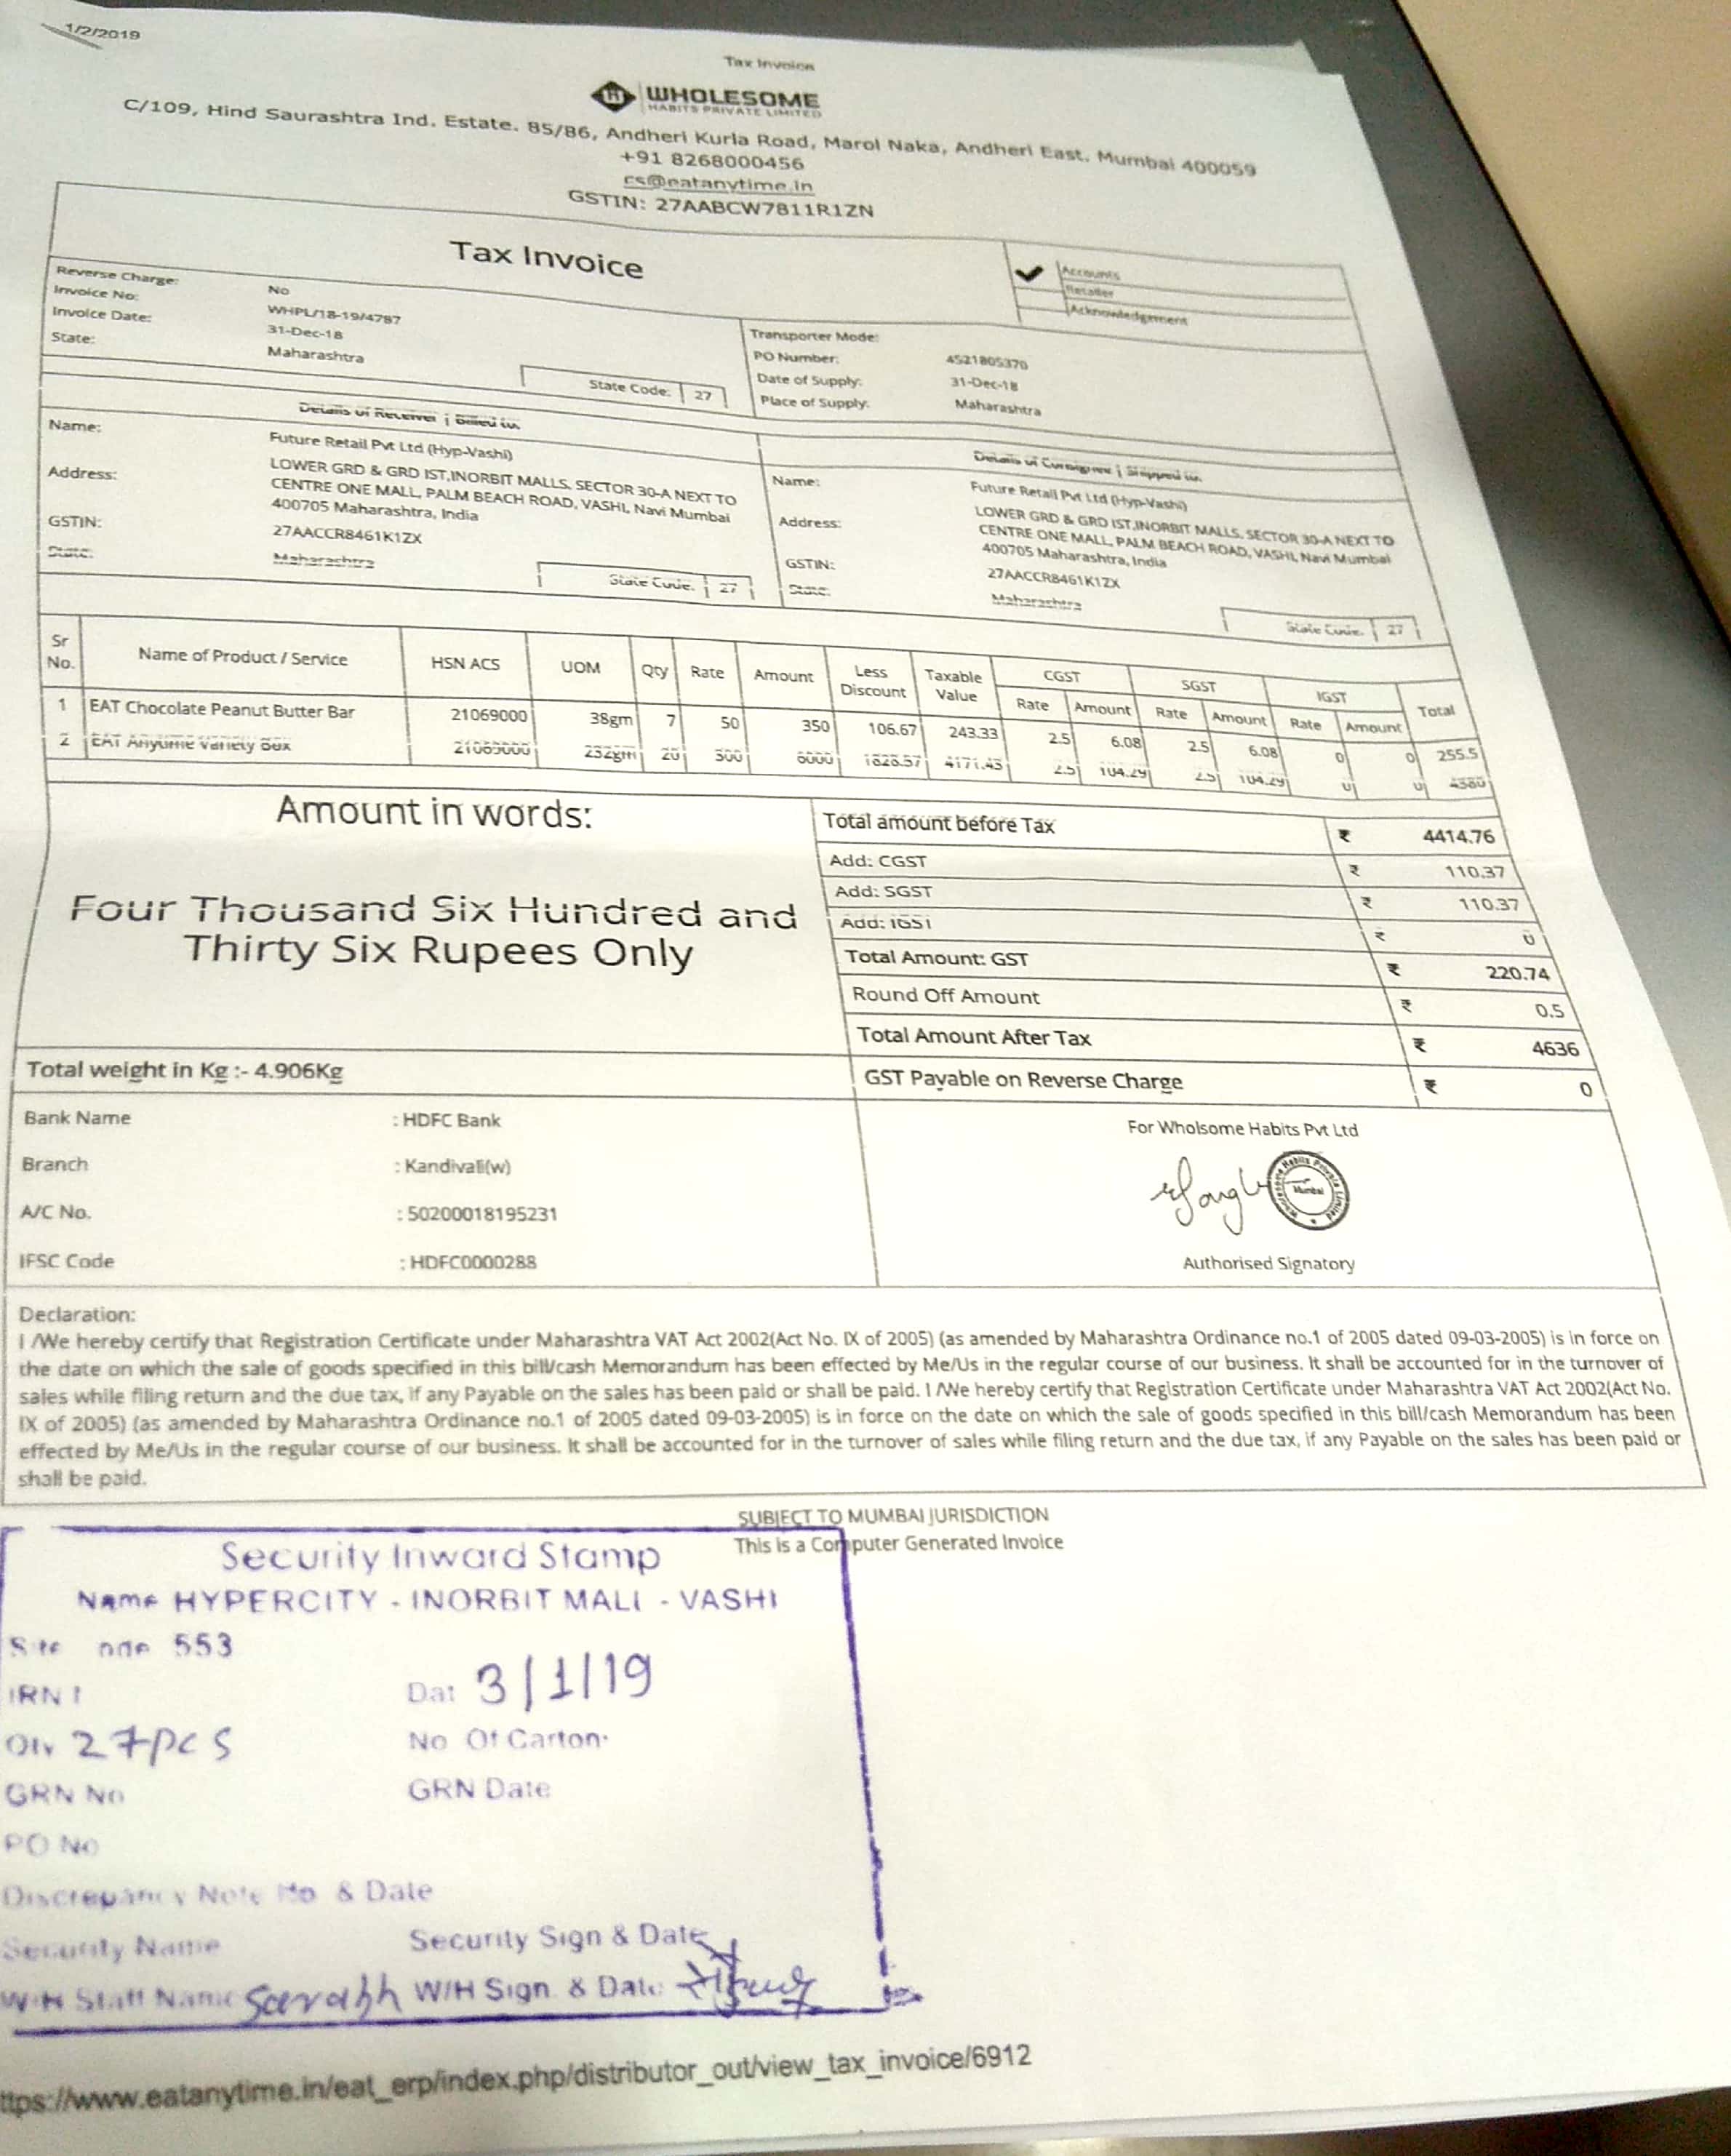 1/2/2019
Tax Invoice
WHOLESOME
HABITS PRIVATE LIMITED
C/109, Hind Saurashtra Ind. Estate. 85/86, Andheri Kurla Road, Marol Naka, Andheri East. Mumbai 400059
+91 8268000456
cs@eatanytime.in
GSTIN: 27AABCW7811R1ZN
Tax Invoice
Accounts
Retailer
Acknowledgement
Reverse Charge: No
Invoice No: WHPL/18-19/4787
Invoice Date: 31-Dec-18
State: Maharashtra State Code: 27
Transporter Mode:
PO Number: 4521805370
Date of Supply: 31-Dec-18
Place of Supply: Maharashtra
Details of Receiver | Billed to:
Name: Future Retail Pvt Ltd (Hyp-Vashi)
Address: LOWER GRD & GRD IST,INORBIT MALLS, SECTOR 30-A NEXT TO
CENTRE ONE MALL, PALM BEACH ROAD, VASHI, Navi Mumbai
400705 Maharashtra, India
GSTIN: 27AACCR8461K1ZX
State: Maharashtra State Code: 27
Details of Consignee | Shipped to:
Name: Future Retail Pvt Ltd (Hyp-Vashi)
Address: LOWER GRD & GRD IST,INORBIT MALLS, SECTOR 30-A NEXT TO
CENTRE ONE MALL, PALM BEACH ROAD, VASHI, Navi Mumbai
400705 Maharashtra, India
GSTIN: 27AACCR8461K1ZX
State: Maharashtra State Code: 27
Sr No. Name of Product / Service HSN ACS UOM Qty Rate Amount Less Discount Taxable Value CGST SGST IGST Total
Rate Amount Rate Amount Rate Amount
1 EAT Chocolate Peanut Butter Bar 21069000 38gm 7 50 350 106.67 243.33 2.5 6.08 2.5 6.08 0 0 255.5
2 EAT Anytime Variety Box 21069000 232gm 20 300 6000 1828.57 4171.43 2.5 104.29 2.5 104.29 0 0 4380
Amount in words:
Four Thousand Six Hundred and
Thirty Six Rupees Only
Total amount before Tax ₹ 4414.76
Add: CGST ₹ 110.37
Add: SGST ₹ 110.37
Add: IGST ₹ 0
Total Amount: GST ₹ 220.74
Round Off Amount ₹ 0.5
Total Amount After Tax ₹ 4636
GST Payable on Reverse Charge ₹ 0
Total weight in Kg :- 4.906Kg
Bank Name : HDFC Bank
Branch : Kandivali(w)
A/C No. : 50200018195231
IFSC Code : HDFC0000288
For Wholsome Habits Pvt Ltd
Wholesome Habits Private Limited
Mumbai
Authorised Signatory
Declaration:
I /We hereby certify that Registration Certificate under Maharashtra VAT Act 2002(Act No. IX of 2005) (as amended by Maharashtra Ordinance no.1 of 2005 dated 09-03-2005) is in force on
the date on which the sale of goods specified in this bill/cash Memorandum has been effected by Me/Us in the regular course of our business. It shall be accounted for in the turnover of
sales while filing return and the due tax, if any Payable on the sales has been paid or shall be paid. I /We hereby certify that Registration Certificate under Maharashtra VAT Act 2002(Act No.
IX of 2005) (as amended by Maharashtra Ordinance no.1 of 2005 dated 09-03-2005) is in force on the date on which the sale of goods specified in this bill/cash Memorandum has been
effected by Me/Us in the regular course of our business. It shall be accounted for in the turnover of sales while filing return and the due tax, if any Payable on the sales has been paid or
shall be paid.
SUBJECT TO MUMBAI JURISDICTION
This is a Computer Generated Invoice
Security Inward Stamp
Name HYPERCITY - INORBIT MALL - VASHI
Site code 553
IRN Dat 3/1/19
Qty 27pcs No Of Carton
GRN No GRN Date
PO No
Discrepancy Note No & Date
Security Name Security Sign & Date
W/H Staff Name W/H Sign. & Date
ttps://www.eatanytime.in/eat_erp/index.php/distributor_out/view_tax_invoice/6912